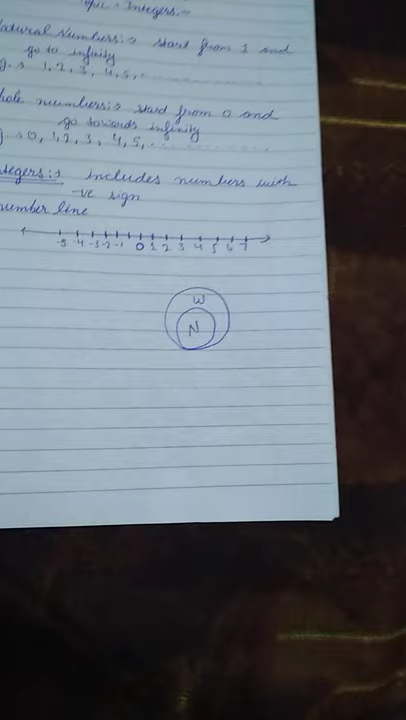 Topic - Integers:→
Natural Numbers:→ start from 1 and
go to infinity
g. → 1, 2, 3, 4, 5, . . . . . . . . .
hole numbers:→ start from 0 and
go towards infinity
g → 0, 1, 2, 3, 4, 5, . . . . . . . . .
tegers:→ includes numbers with
-ve sign
number line
-5 -4 -3 -2 -1 0 1 2 3 4 5 6 7
W
N